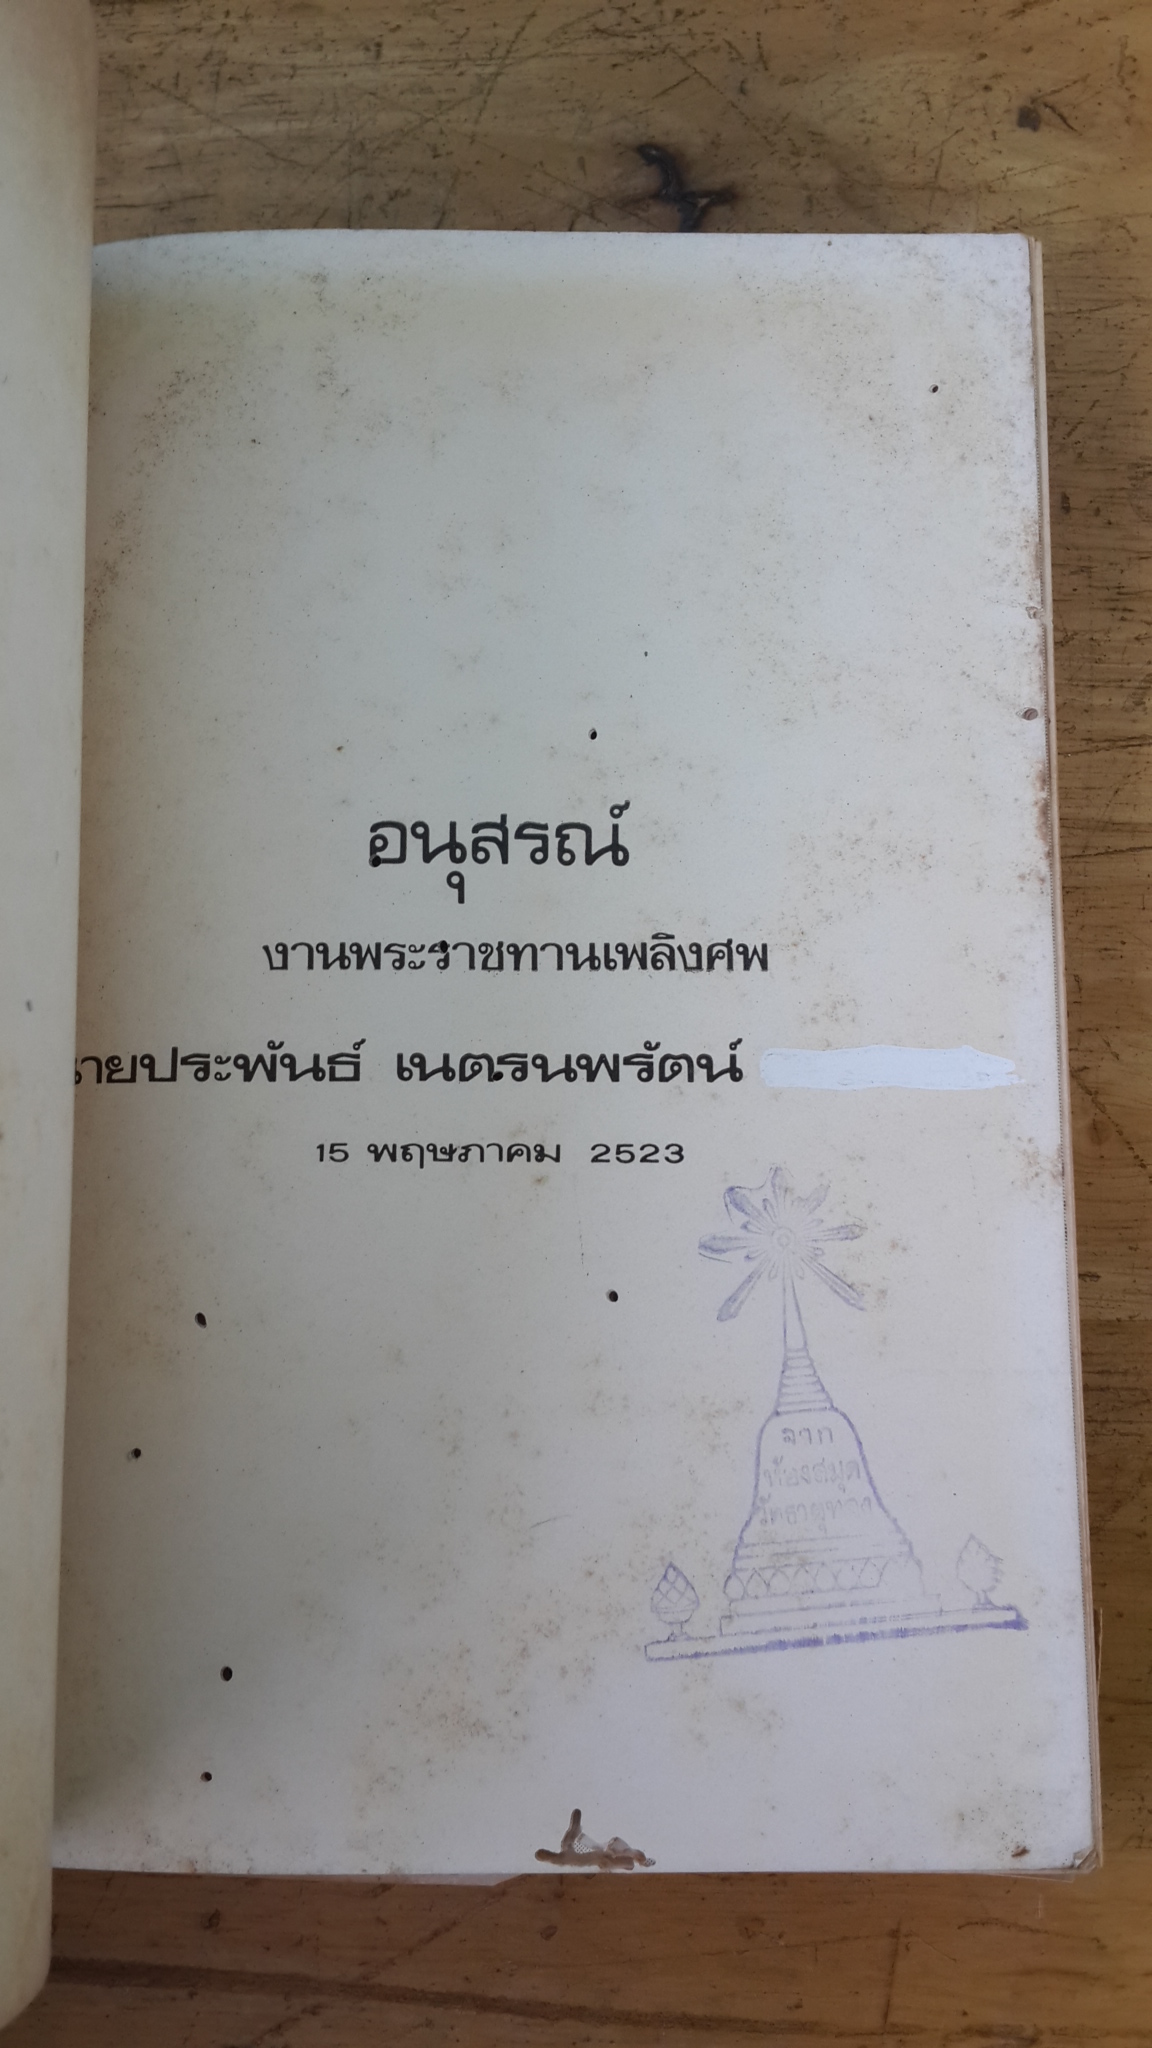 อนุสรณ์
งานพระราชทานเพลิงศพ
นายประพันธ์ เนตรนพรัตน์
15 พฤษภาคม 2523
จาก
ห้องสมุด